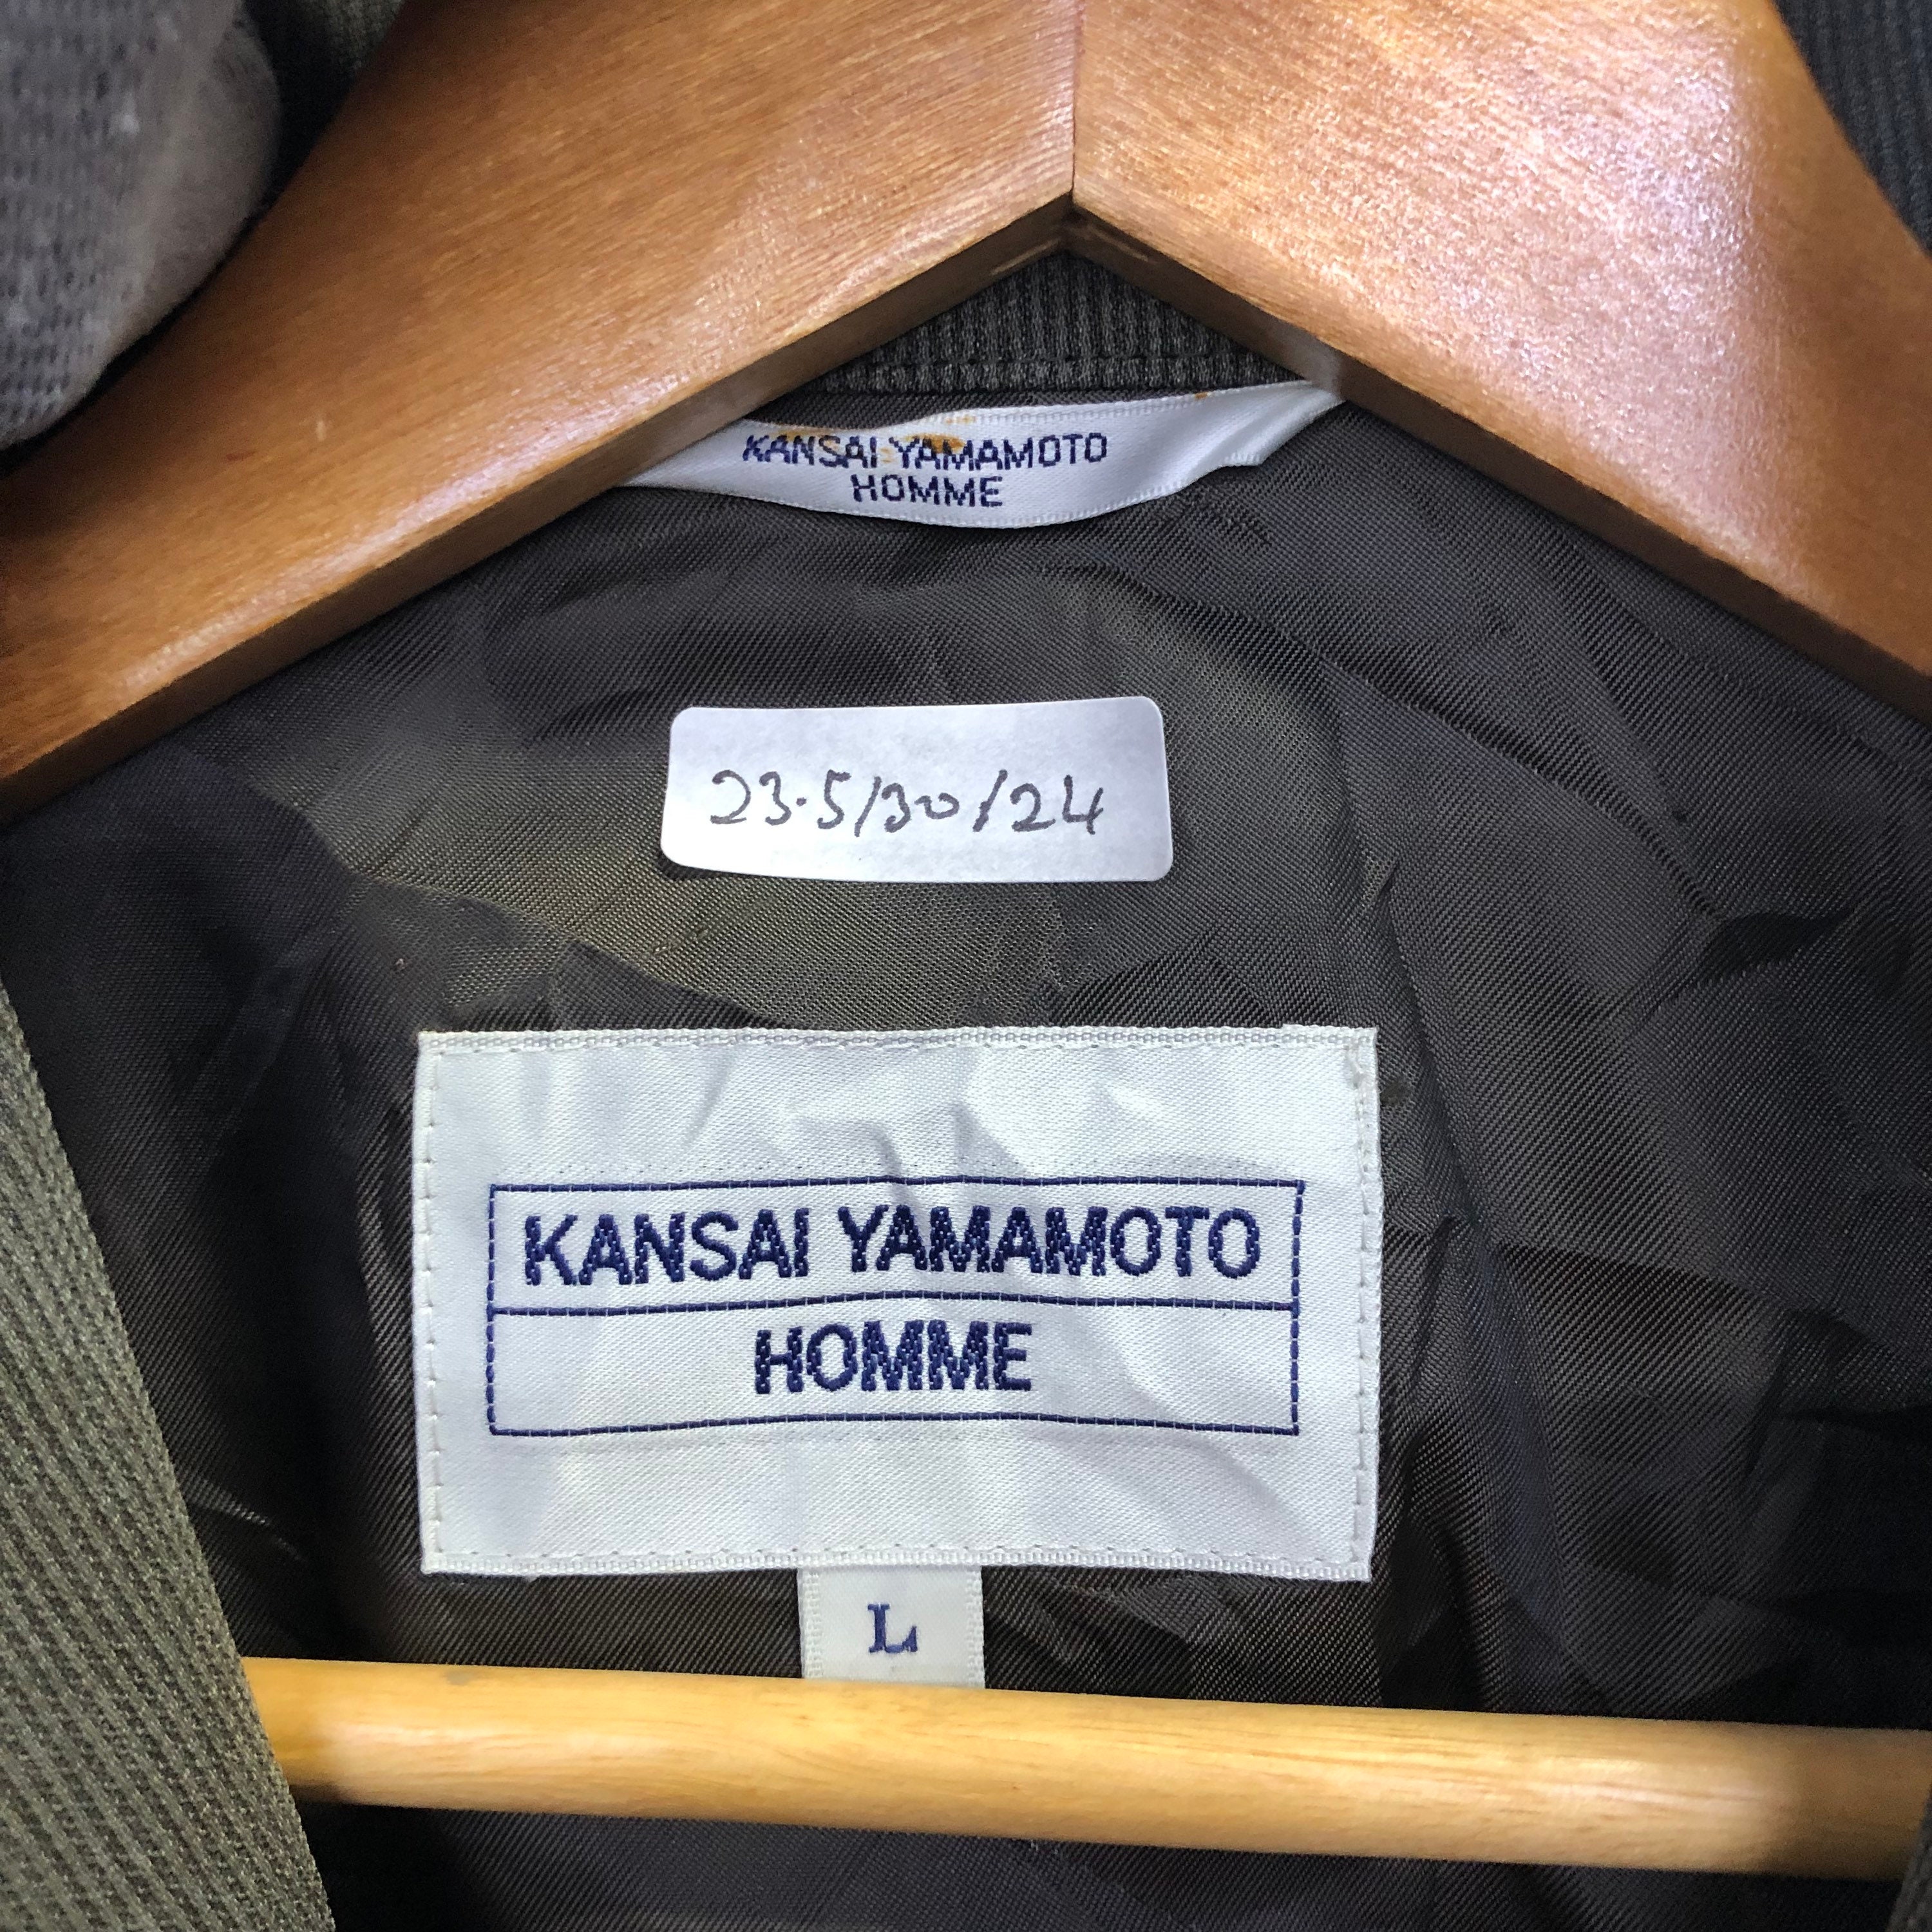 KANSAI YAMAMOTO
HOMME
23.5/30/24
KANSAI YAMAMOTO
HOMME
L